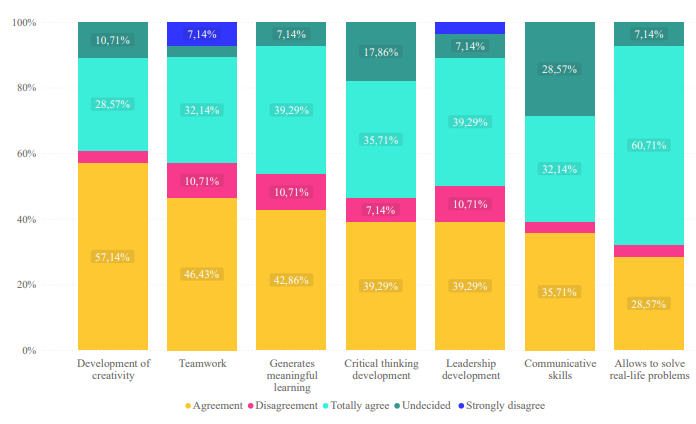 100%
80%
60%
40%
20%
0%
10,71%
28,57%
57,14%
7,14%
32,14%
10,71%
46,43%
7,14%
39,29%
10,71%
42,86%
17,86%
35,71%
7,14%
39,29%
7,14%
39,29%
10,71%
39,29%
28,57%
32,14%
35,71%
7,14%
60,71%
28,57%
Development of
creativity
Teamwork
Generates
meaningful
learning
Critical thinking
development
Leadership
development
Communicative
skills
Allows to solve
real-life problems
Agreement Disagreement Totally agree Undecided Strongly disagree